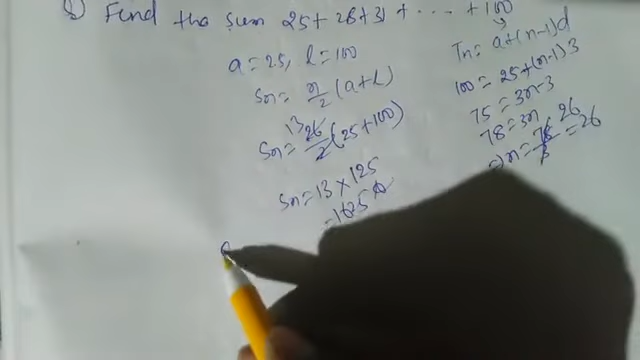 Find the sum 25 + 28 + 31 + ---- + 100
a = 25, l = 100
Sn = n/2 (a+l)
Sn = 13 26/2 (25+100)
Sn = 13 × 125
= 1625
Tn = a+(n-1)d
100 = 25+(n-1)3
75 = 3n-3
78 = 3n
⇒ n = 78/3 26 = 26